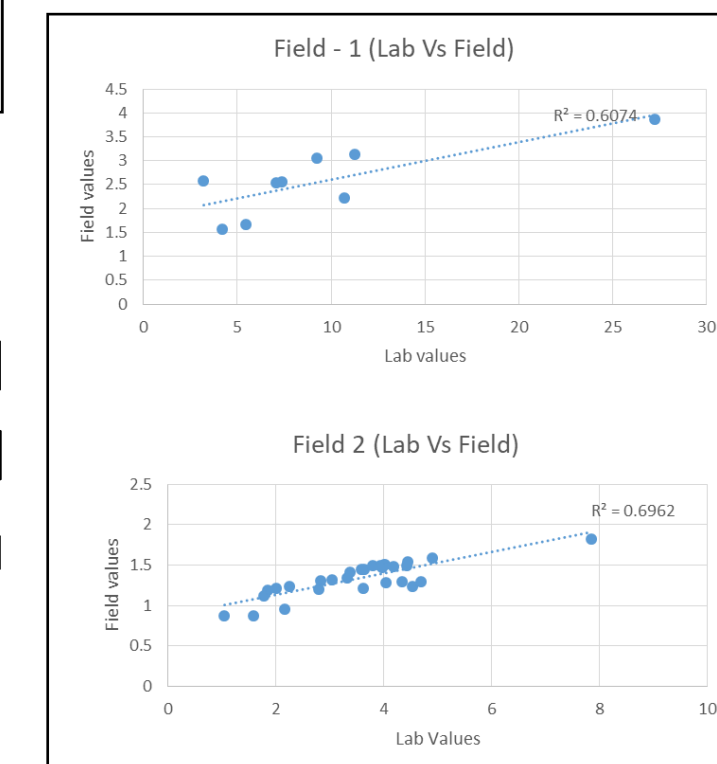 Field - 1 (Lab Vs Field)
4.5
4
3.5
3
2.5
2
1.5
1
0.5
0
Field values
R² = 0.6074
0 5 10 15 20 25 30
Lab values
Field 2 (Lab Vs Field)
2.5
2
1.5
1
0.5
0
Field values
R² = 0.6962
0 2 4 6 8 10
Lab Values